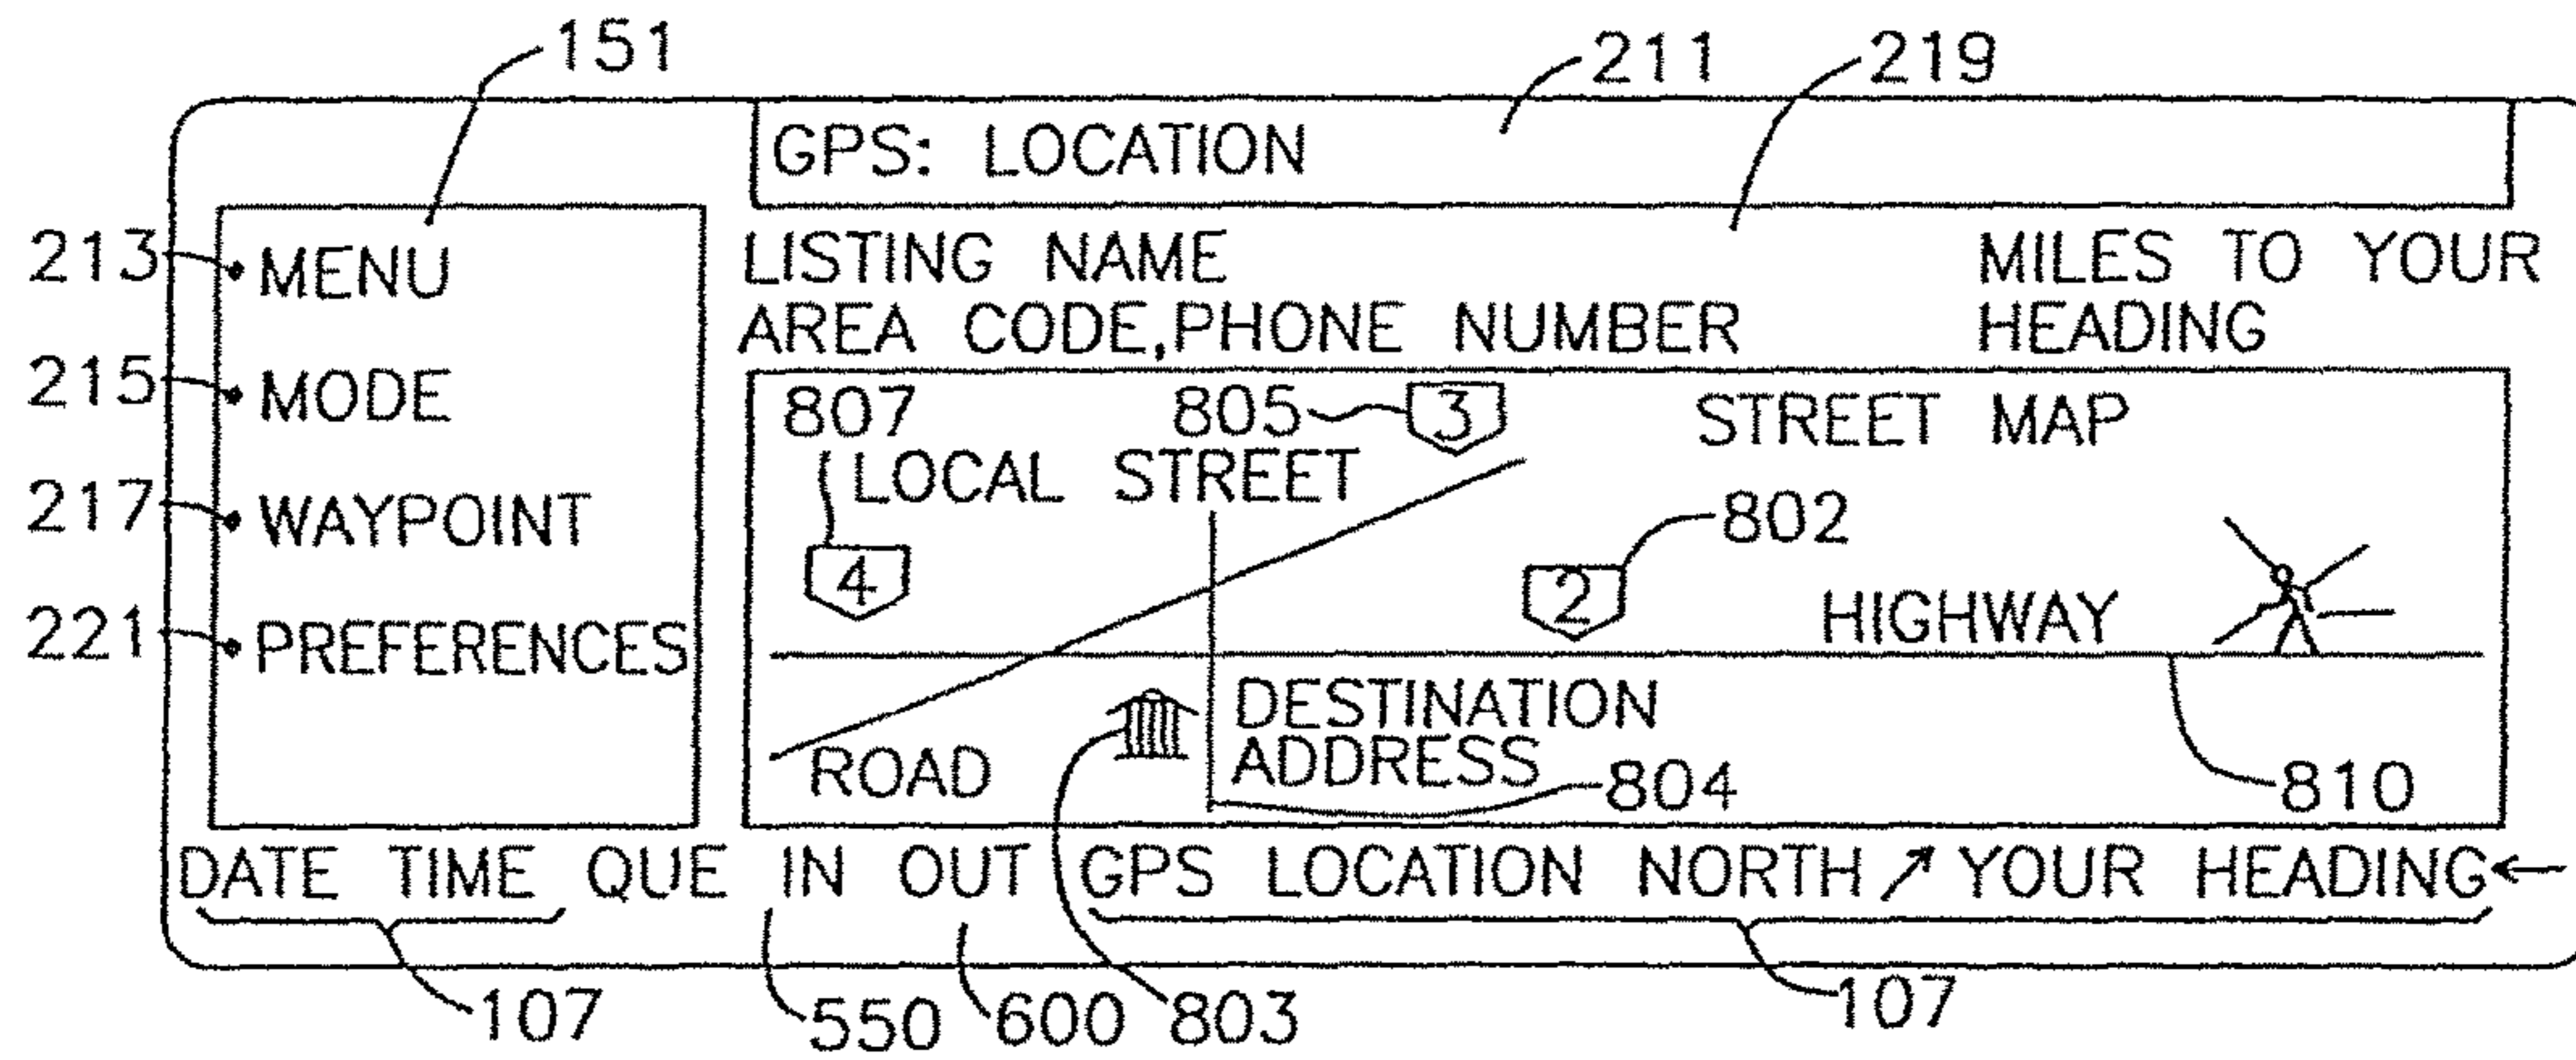 151
211
219
GPS: LOCATION
213
MENU
LISTING NAME
MILES TO YOUR
AREA CODE,PHONE NUMBER
HEADING
215
MODE
807
805
3
STREET MAP
LOCAL STREET
217
WAYPOINT
802
4
2
HIGHWAY
221
PREFERENCES
DESTINATION
ADDRESS
ROAD
804
810
DATE TIME QUE IN OUT GPS LOCATION NORTH ↗ YOUR HEADING ←
107
550
600
803
107